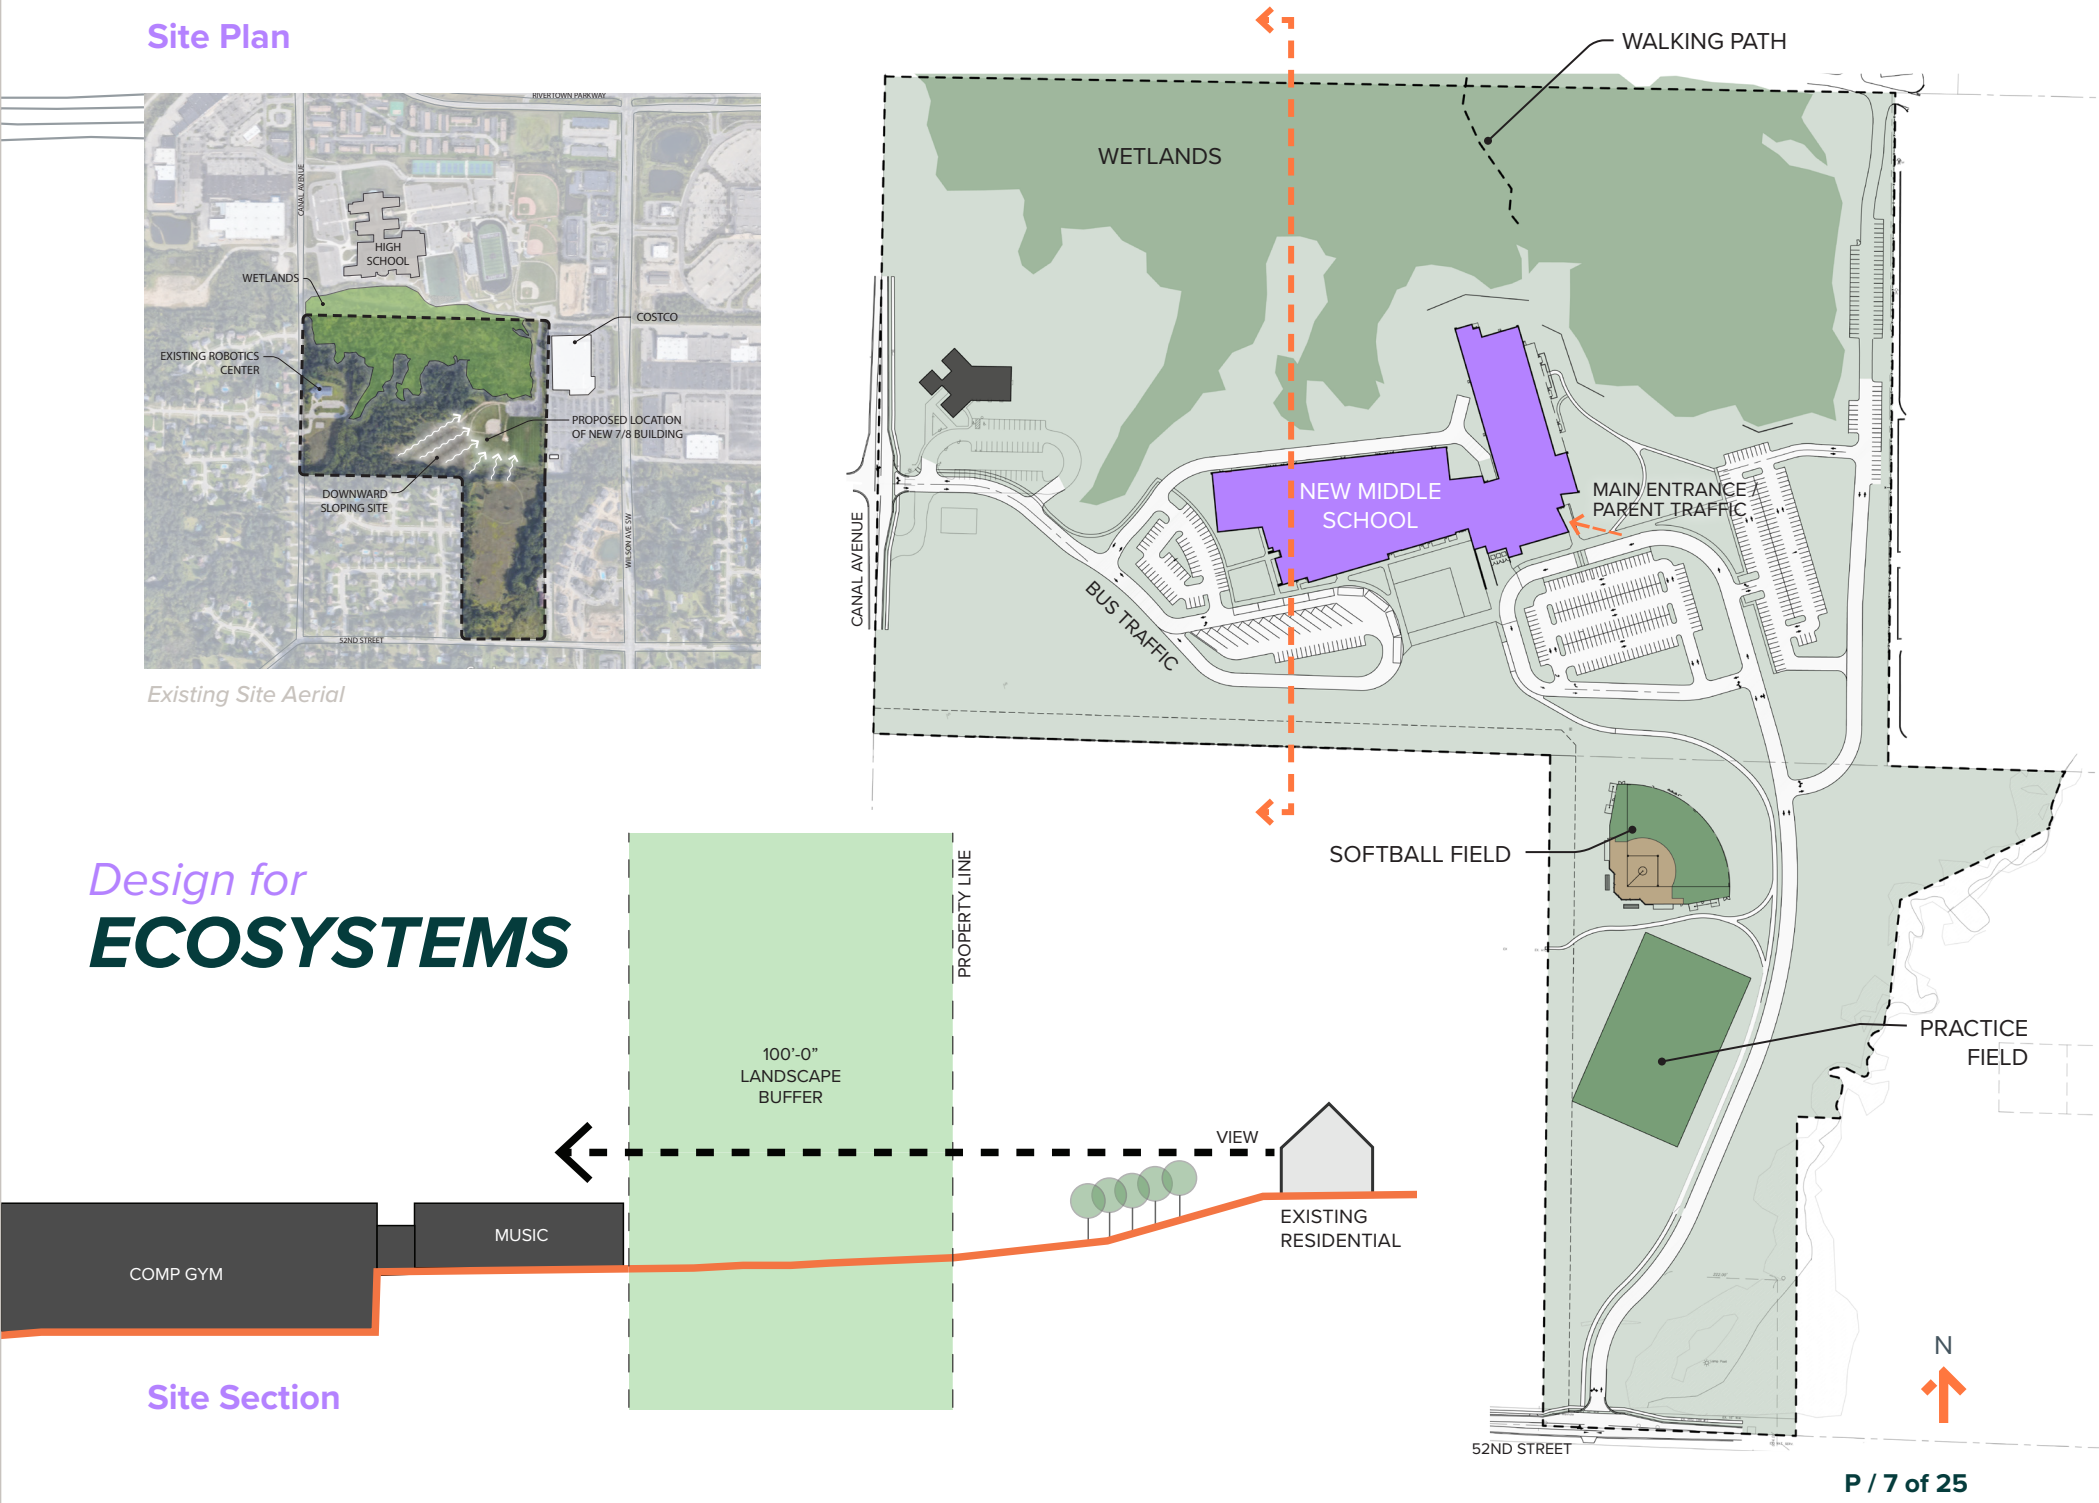 Site Plan
RIVERTOWN PARKWAY
CANAL AVENUE
HIGH
SCHOOL
WETLANDS
COSTCO
EXISTING ROBOTICS
CENTER
PROPOSED LOCATION
OF NEW 7/8 BUILDING
DOWNWARD
SLOPING SITE
WILSON AVE SW
52ND STREET
Existing Site Aerial
WALKING PATH
WETLANDS
NEW MIDDLE
SCHOOL
MAIN ENTRANCE /
PARENT TRAFFIC
CANAL AVENUE
BUS TRAFFIC
SOFTBALL FIELD
PRACTICE
FIELD
52ND STREET
N
Design for
ECOSYSTEMS
PROPERTY LINE
100’-0”
LANDSCAPE
BUFFER
VIEW
EXISTING
RESIDENTIAL
MUSIC
COMP GYM
Site Section
P / 7 of 25